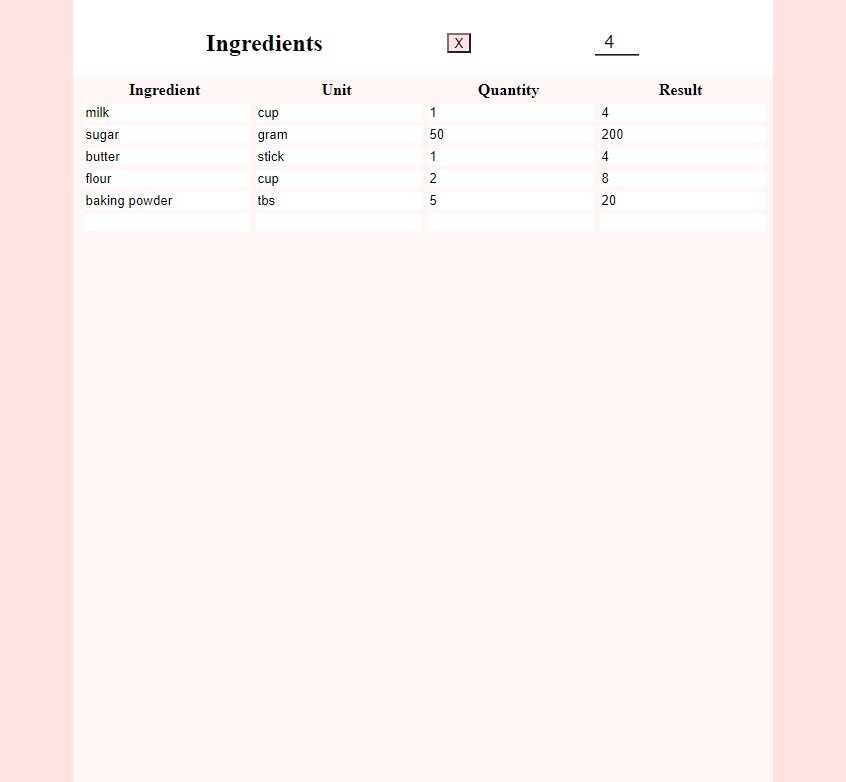 Ingredients X 4
Ingredient Unit Quantity Result
milk cup 1 4
sugar gram 50 200
butter stick 1 4
flour cup 2 8
baking powder tbs 5 20